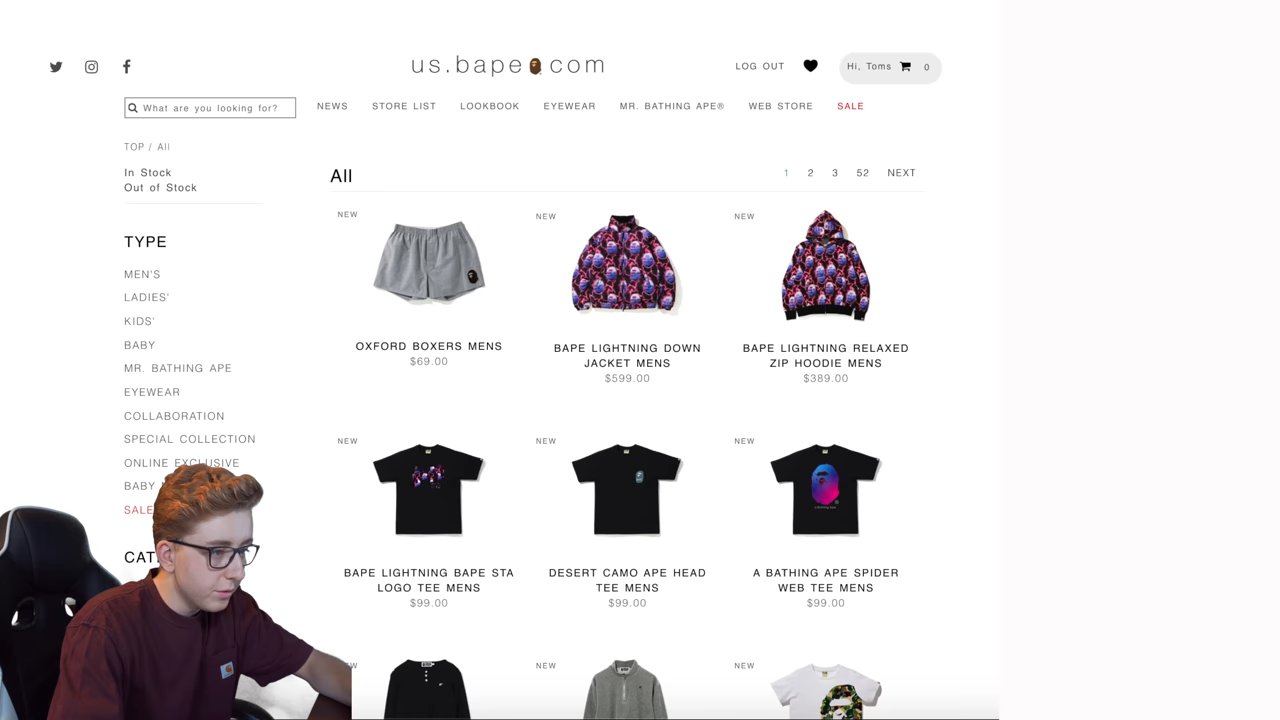 us.bape com
LOG OUT
Hi, Toms
0
What are you looking for?
NEWS
STORE LIST
LOOKBOOK
EYEWEAR
MR. BATHING APE®
WEB STORE
SALE
TOP / All
In Stock
Out of Stock
TYPE
MEN'S
LADIES'
KIDS'
BABY
MR. BATHING APE
EYEWEAR
COLLABORATION
SPECIAL COLLECTION
ONLINE EXCLUSIVE
BABY
SALE
All
1 2 3 52 NEXT
NEW
NEW
NEW
OXFORD BOXERS MENS
$69.00
BAPE LIGHTNING DOWN
JACKET MENS
$599.00
BAPE LIGHTNING RELAXED
ZIP HOODIE MENS
$389.00
NEW
NEW
NEW
BAPE LIGHTNING BAPE STA
LOGO TEE MENS
$99.00
DESERT CAMO APE HEAD
TEE MENS
$99.00
A BATHING APE SPIDER
WEB TEE MENS
$99.00
NEW
NEW